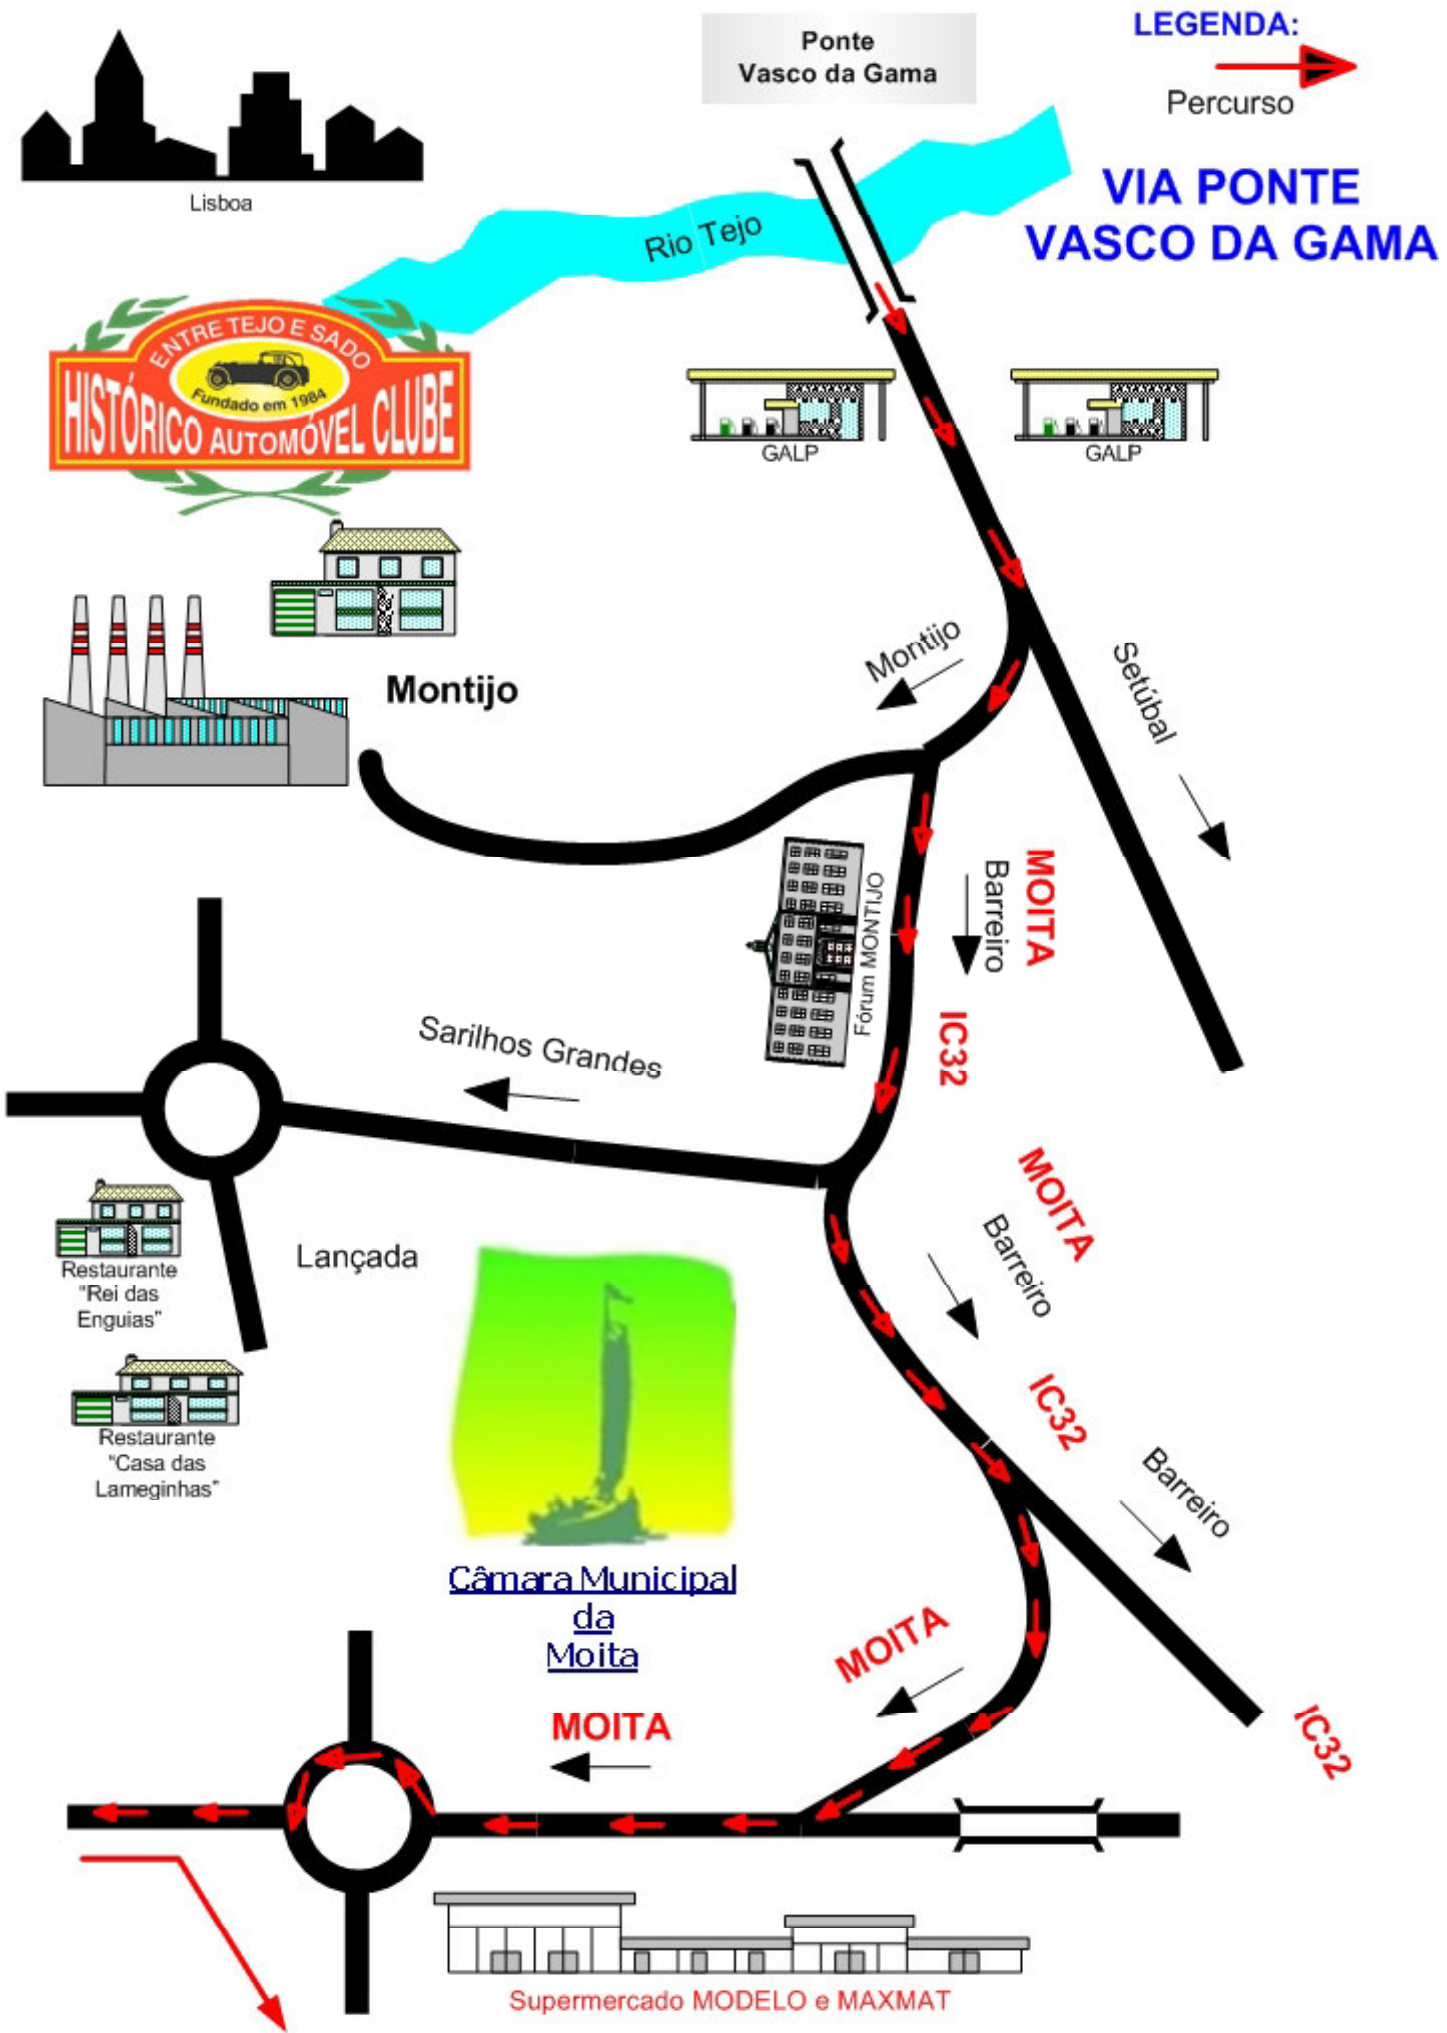 Ponte
Vasco da Gama
LEGENDA:
Percurso
VIA PONTE
VASCO DA GAMA
Lisboa
Rio Tejo
ENTRE TEJO E SADO
Fundado em 1984
HISTÓRICO AUTOMÓVEL CLUBE
GALP
GALP
Montijo
Setúbal
Montijo
MOITA
Barreiro
Fórum MONTIJO
IC32
Sarilhos Grandes
MOITA
Barreiro
Lançada
Restaurante
“Rei das
Enguias”
IC32
Restaurante
“Casa das
Lameginhas”
Barreiro
Câmara Municipal
da
Moita
MOITA
MOITA
IC32
Supermercado MODELO e MAXMAT